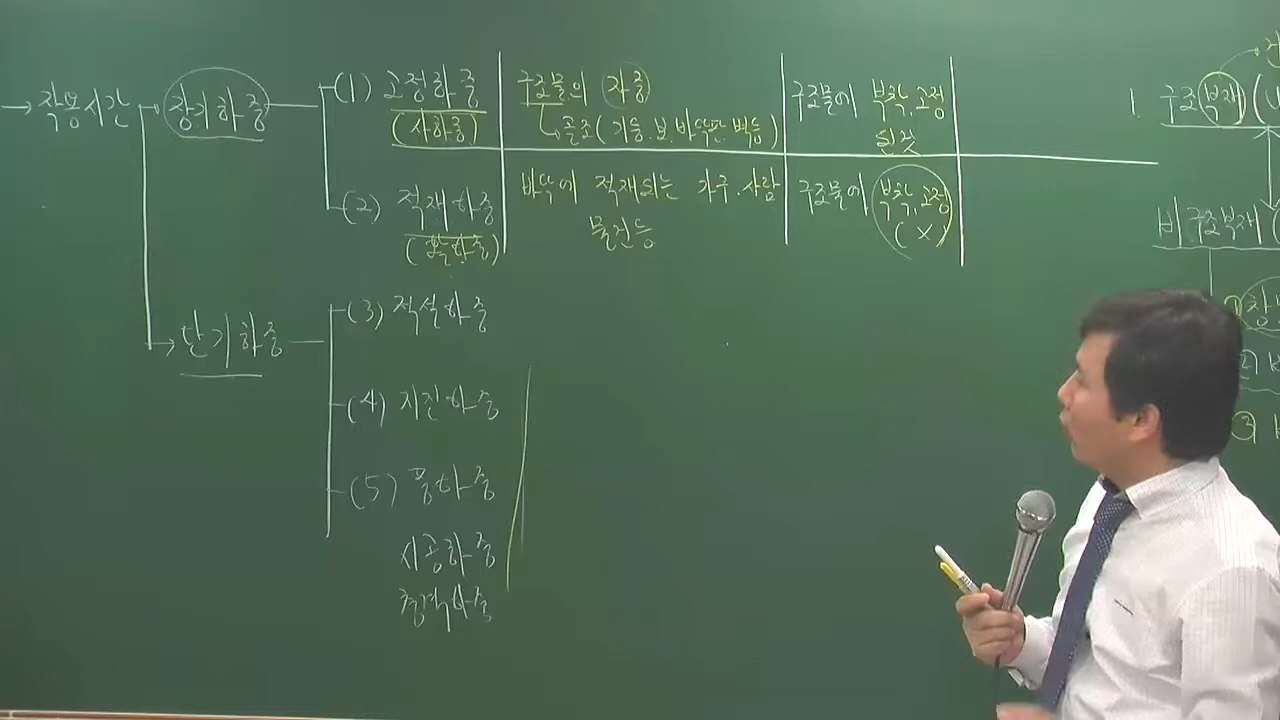 → 작용시간 → 장기하중 (1) 고정하중 구조물의 자중 구조물에 부착, 고정
(사하중) 골조(기둥.보.바닥판.벽등) 된것
(2) 적재하중 바닥에 적재되는 가구.사람 구조물에 부착,고정
(활하중) 물건등 (X)
→ 단기하중 (3) 적설하중
(4) 지진하중
(5) 풍하중
시공하중
충격하중
1. 구조부재(
비구조부재(
①
②
③